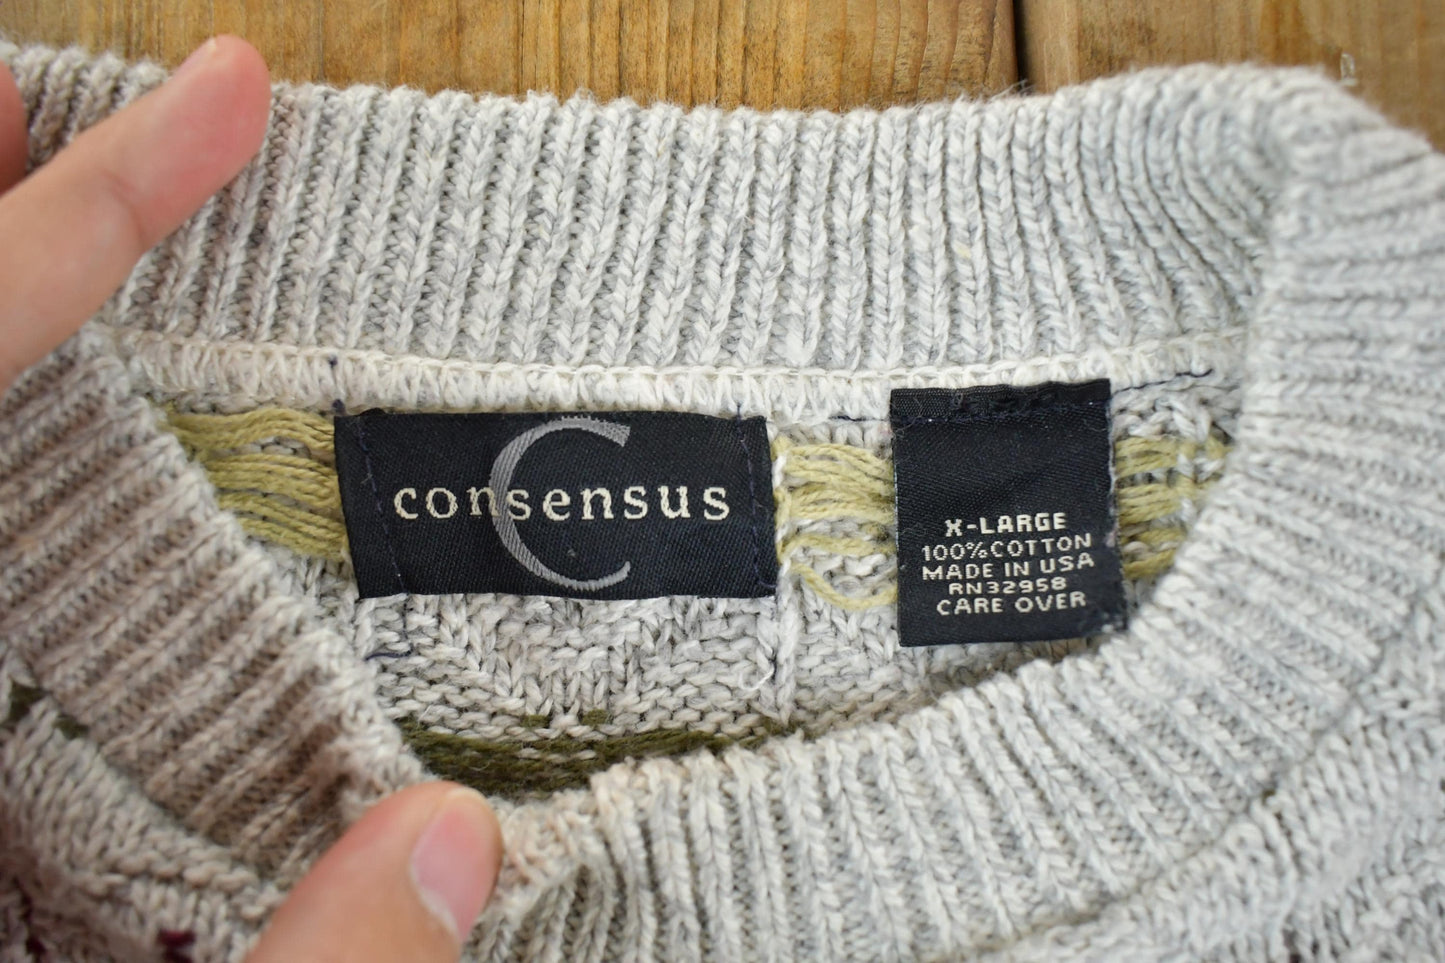 C
consensus
X-LARGE
100%COTTON
MADE IN USA
RN32958
CARE OVER